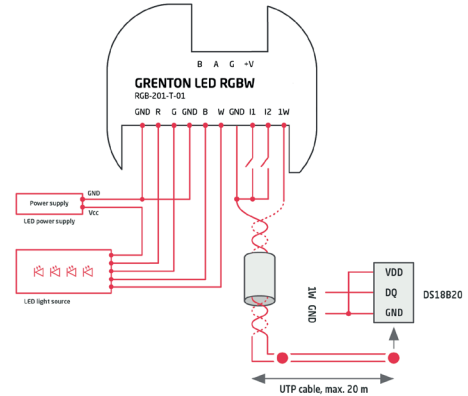 B A G +V
GRENTON LED RGBW
RGB-201-T-01
GND R G GND B W GND I1 I2 1W
GND
Power supply
Vcc
LED power supply
LED light source
VDD
1W DQ DS18B20
GND GND
UTP cable, max. 20 m